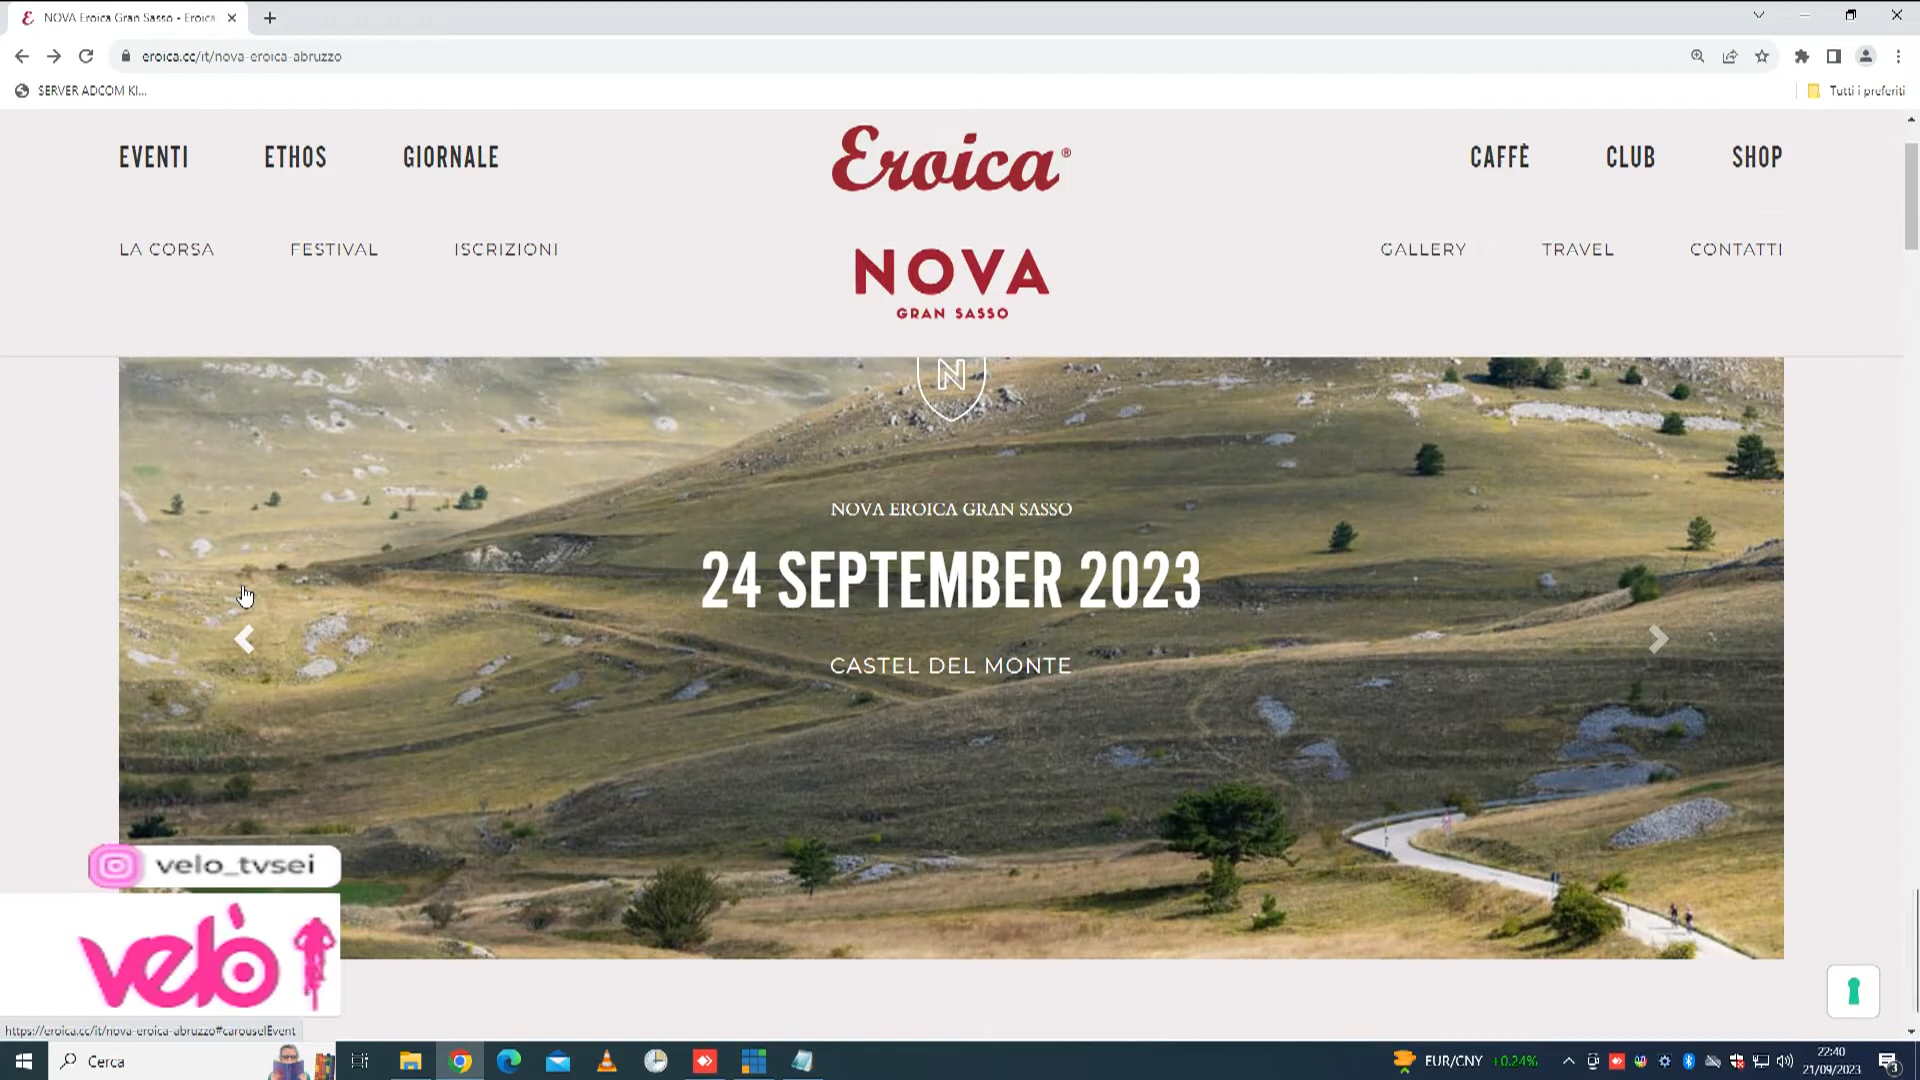 NOVA Eroica Gran Sasso - Eroica
eroica.cc/it/nova-eroica-abruzzo
SERVER ADCOM KI...
Tutti i preferiti
EVENTI
ETHOS
GIORNALE
Eroica®
CAFFÈ
CLUB
SHOP
LA CORSA
FESTIVAL
ISCRIZIONI
NOVA
GRAN SASSO
GALLERY
TRAVEL
CONTATTI
N
NOVA EROICA GRAN SASSO
24 SEPTEMBER 2023
CASTEL DEL MONTE
velo_tvsei
velò
https://eroica.cc/it/nova-eroica-abruzzo#carouselEvent
Cerca
EUR/CNY +0.24%
22:40
21/09/2023
3